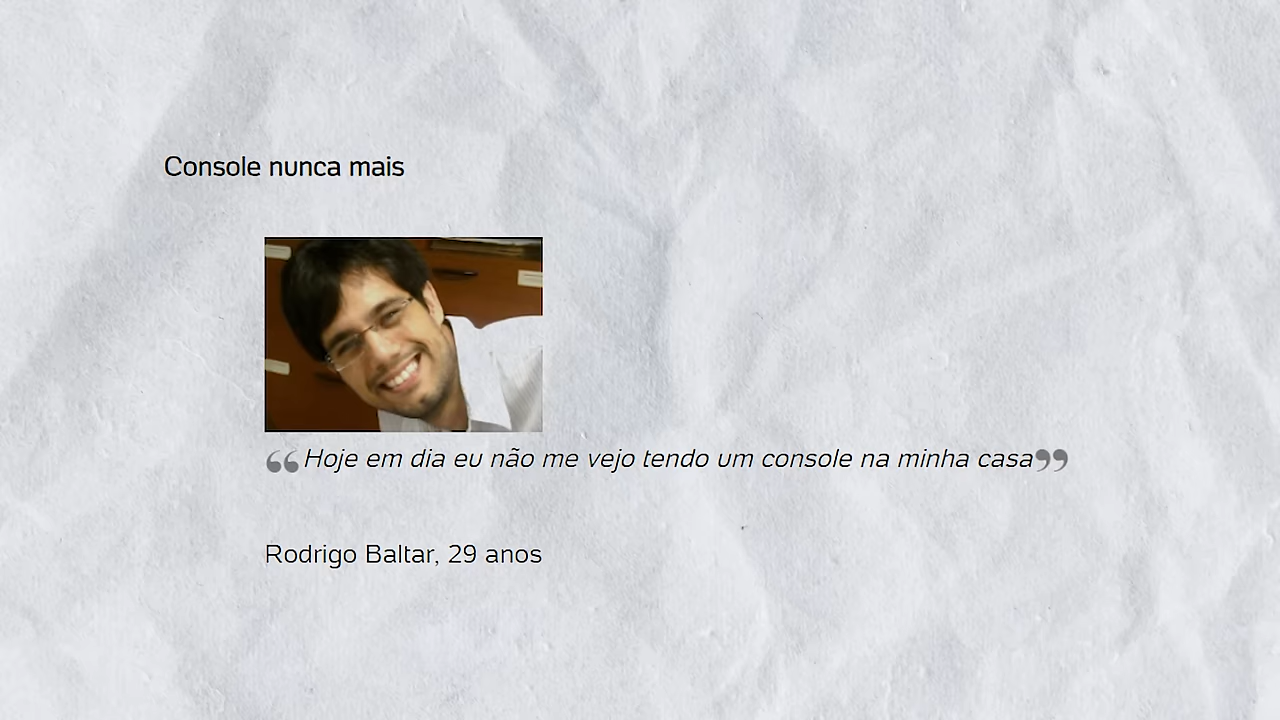 Console nunca mais
“Hoje em dia eu não me vejo tendo um console na minha casa”
Rodrigo Baltar, 29 anos